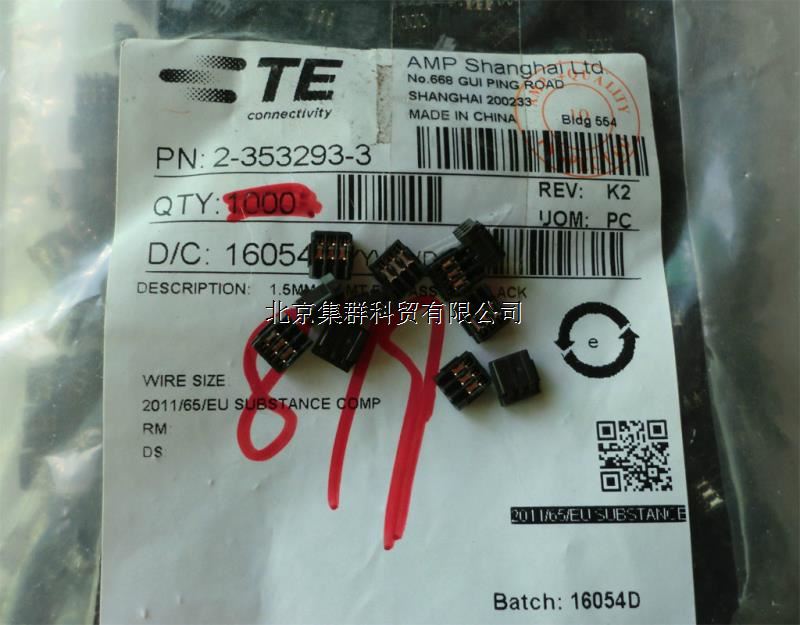 TE
connectivity
AMP Shanghai Ltd
No.668 GUI PING ROAD
SHANGHAI 200233
MADE IN CHINA
Bldg 554
PN: 2-353293-3
QTY: 1000
REV: K2
UOM: PC
D/C: 16054
DESCRIPTION: 1.5MM
北京集群科贸有限公司
e
WIRE SIZE
2011/65/EU SUBSTANCE COMP
RM
DS
2011/65/EU SUBSTANCE
Batch: 16054D